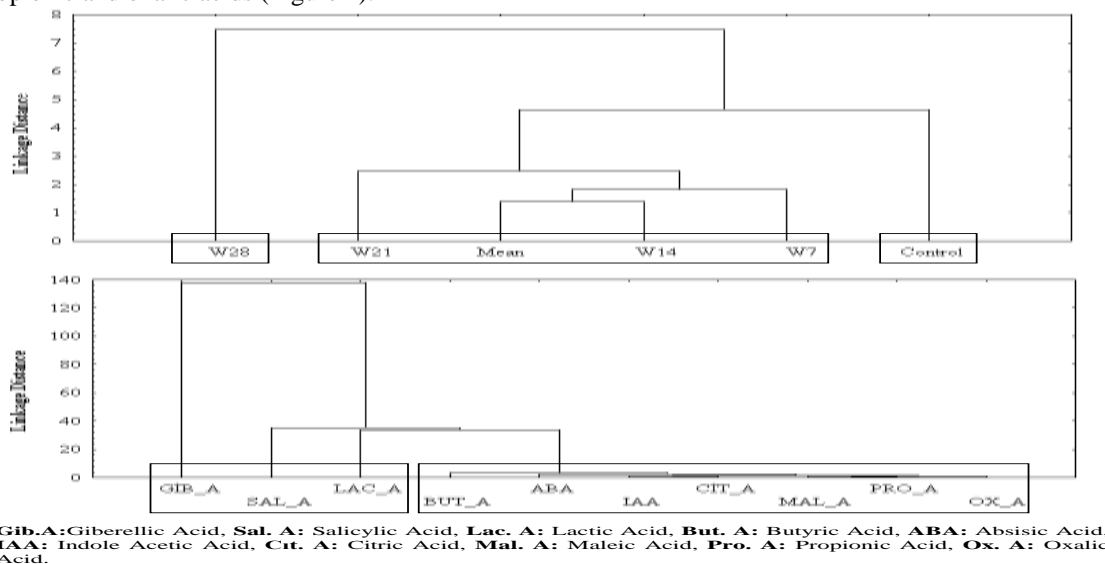 8
7
6
5
4
3
2
1
0
Linkage Distance
W28 W21 Mean W14 W7 Control
140
120
100
80
60
40
20
0
Linkage Distance
GIB_A LAC_A ABA CIT_A PRO_A
SAL_A BUT_A IAA MAL_A OX_A
Gib.A:Giberellic Acid, Sal. A: Salicylic Acid, Lac. A: Lactic Acid, But. A: Butyric Acid, ABA: Absisic Acid,
IAA: Indole Acetic Acid, Cıt. A: Citric Acid, Mal. A: Maleic Acid, Pro. A: Propionic Acid, Ox. A: Oxalic
Acid.